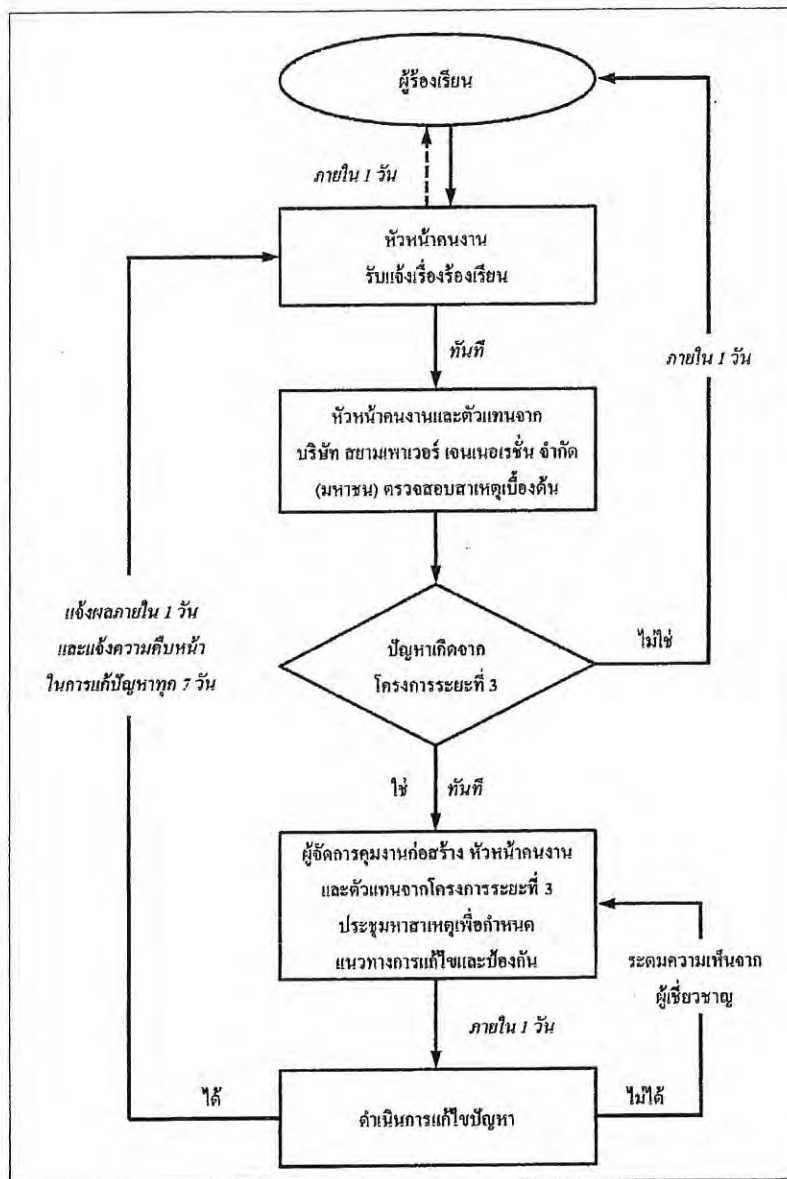 ผู้ร้องเรียน
ภายใน 1 วัน
หัวหน้าคนงาน
รับแจ้งเรื่องร้องเรียน
ทันที
ภายใน 1 วัน
หัวหน้าคนงานและตัวแทนจาก
บริษัท สยามเพาเวอร์ เจนเนอเรชั่น จำกัด
(มหาชน) ตรวจสอบสาเหตุเบื้องต้น
แจ้งผลภายใน 1 วัน
และแจ้งความคืบหน้า
ในการแก้ปัญหาทุก 7 วัน
ปัญหาเกิดจาก
โครงการระยะที่ 3
ไม่ใช่
ใช่
ทันที
ผู้จัดการคุมงานก่อสร้าง หัวหน้าคนงาน
และตัวแทนจากโครงการระยะที่ 3
ประชุมหาสาเหตุเพื่อกำหนด
แนวทางการแก้ไขและป้องกัน
ระดมความเห็นจาก
ผู้เชี่ยวชาญ
ภายใน 1 วัน
ได้
ดำเนินการแก้ไขปัญหา
ไม่ได้